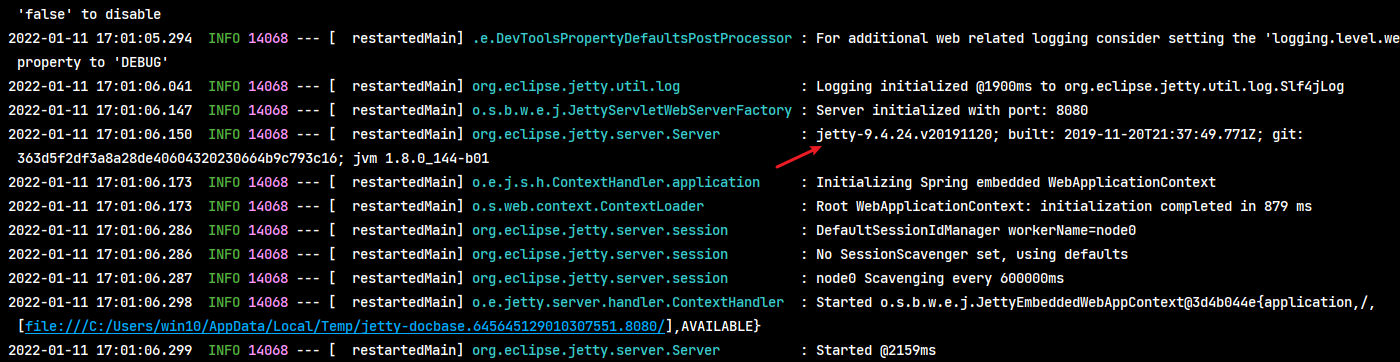 'false' to disable
2022-01-11 17:01:05.294  INFO 14068 --- [  restartedMain] .e.DevToolsPropertyDefaultsPostProcessor : For additional web related logging consider setting the 'logging.level.we
property to 'DEBUG'
2022-01-11 17:01:06.041  INFO 14068 --- [  restartedMain] org.eclipse.jetty.util.log               : Logging initialized @1900ms to org.eclipse.jetty.util.log.Slf4jLog
2022-01-11 17:01:06.147  INFO 14068 --- [  restartedMain] o.s.b.w.e.j.JettyServletWebServerFactory : Server initialized with port: 8080
2022-01-11 17:01:06.150  INFO 14068 --- [  restartedMain] org.eclipse.jetty.server.Server          : jetty-9.4.24.v20191120; built: 2019-11-20T21:37:49.771Z; git:
363d5f2df3a8a28de40604320230664b9c793c16; jvm 1.8.0_144-b01
2022-01-11 17:01:06.173  INFO 14068 --- [  restartedMain] o.e.j.s.h.ContextHandler.application     : Initializing Spring embedded WebApplicationContext
2022-01-11 17:01:06.173  INFO 14068 --- [  restartedMain] o.s.web.context.ContextLoader            : Root WebApplicationContext: initialization completed in 879 ms
2022-01-11 17:01:06.286  INFO 14068 --- [  restartedMain] org.eclipse.jetty.server.session         : DefaultSessionIdManager workerName=node0
2022-01-11 17:01:06.286  INFO 14068 --- [  restartedMain] org.eclipse.jetty.server.session         : No SessionScavenger set, using defaults
2022-01-11 17:01:06.287  INFO 14068 --- [  restartedMain] org.eclipse.jetty.server.session         : node0 Scavenging every 600000ms
2022-01-11 17:01:06.298  INFO 14068 --- [  restartedMain] o.e.jetty.server.handler.ContextHandler  : Started o.s.b.w.e.j.JettyEmbeddedWebAppContext@3d4b044e{application,/,
[file:///C:/Users/win10/AppData/Local/Temp/jetty-docbase.645645129010307551.8080/],AVAILABLE}
2022-01-11 17:01:06.299  INFO 14068 --- [  restartedMain] org.eclipse.jetty.server.Server          : Started @2159ms